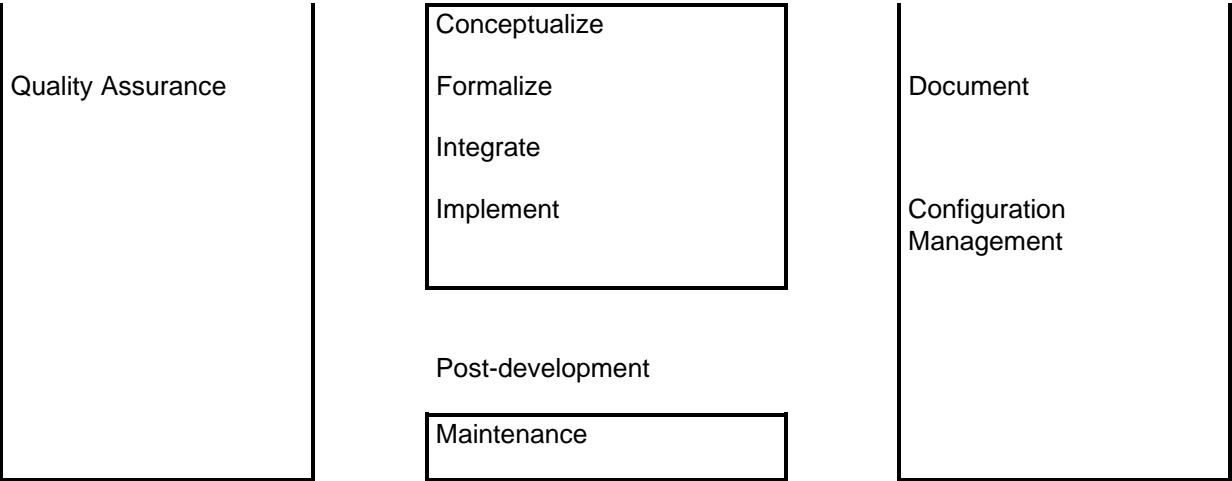 Quality Assurance
Conceptualize
Formalize
Integrate
Implement
Post-development
Maintenance
Document
Configuration
Management